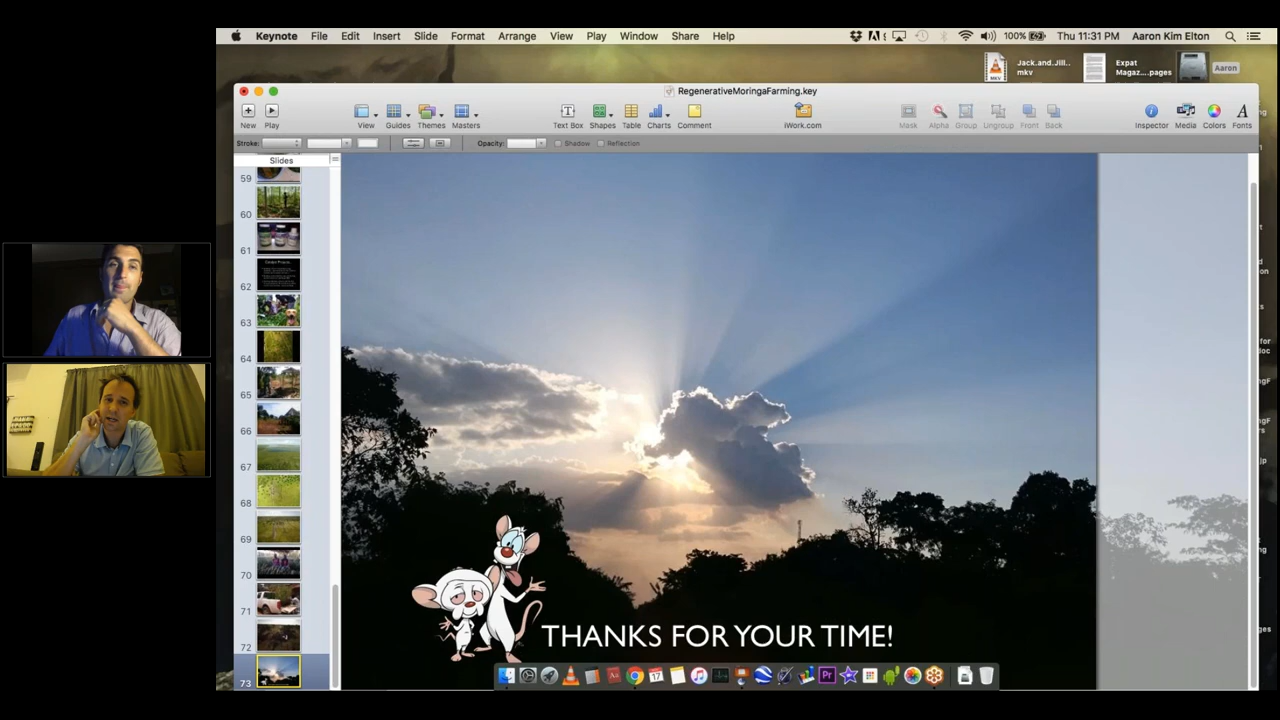 Keynote File Edit Insert Slide Format Arrange View Play Window Share Help 100% Thu 11:31 PM Aaron Kim Elton
Jack.and.Jill..
mkv
MKV
Expat
Magaz....pages
Aaron
RegenerativeMoringaFarming.key
New Play View Guides Themes Masters Text Box Shapes Table Charts Comment iWork.com Mask Alpha Group Ungroup Front Back Inspector Media Colors Fonts
Stroke: Opacity: Shadow Reflection
Slides
59
60
61
62
63
64
65
66
67
68
69
70
71
72
73
THANKS FOR YOUR TIME!
17
Pr